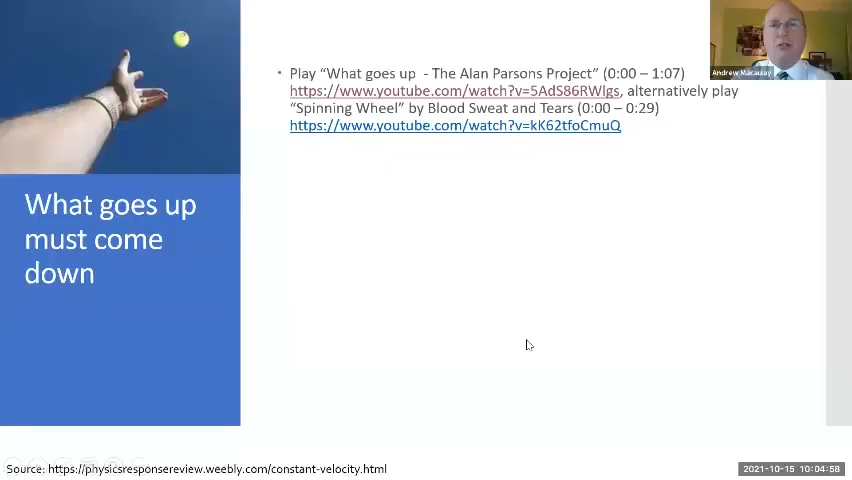 What goes up
must come
down
• Play “What goes up  - The Alan Parsons Project” (0:00 – 1:07)
https://www.youtube.com/watch?v=5AdS86RWlgs, alternatively play
“Spinning Wheel” by Blood Sweat and Tears (0:00 – 0:29)
https://www.youtube.com/watch?v=kK62tfoCmuQ
Andrew Macaulay
Source: https://physicsresponsereview.weebly.com/constant-velocity.html
2021-10-15 10:04:58